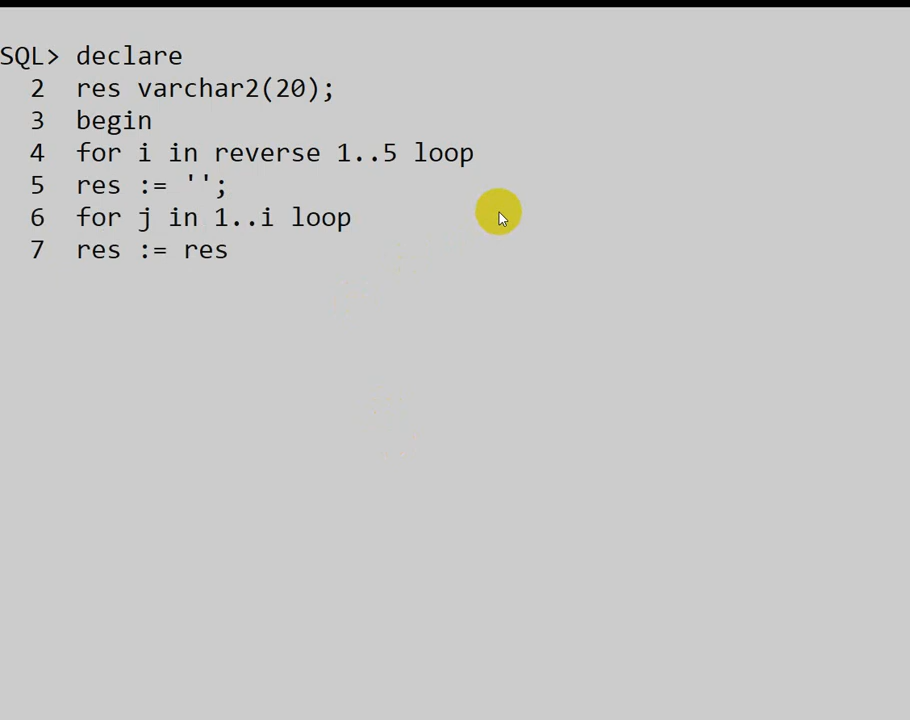 SQL> declare
2 res varchar2(20);
3 begin
4 for i in reverse 1..5 loop
5 res := '';
6 for j in 1..i loop
7 res := res